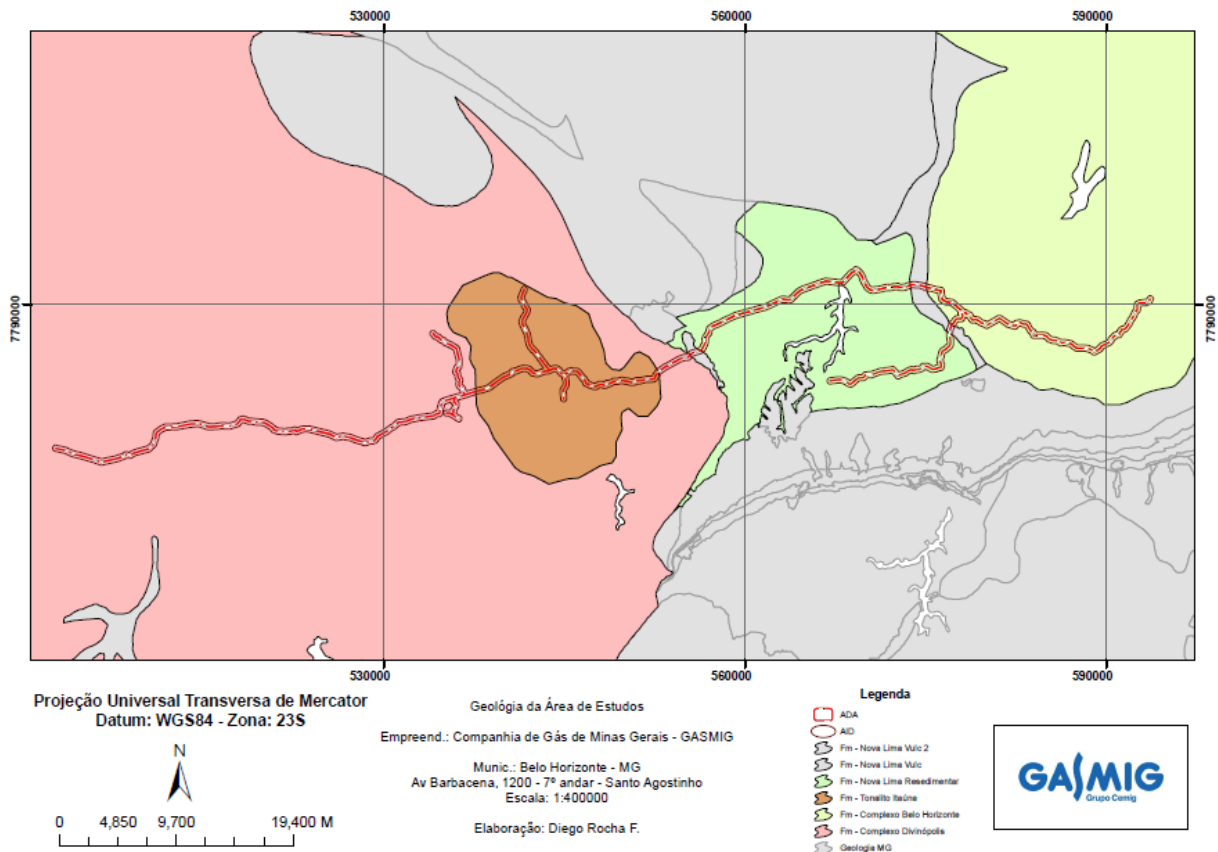 530000 560000 590000
7790000 7790000
530000 560000 590000
Projeção Universal Transversa de Mercator
Datum: WGS84 - Zona: 23S
N
0 4,850 9,700 19,400 M
Geológia da Área de Estudos
Empreend.: Companhia de Gás de Minas Gerais - GASMIG
Munic.: Belo Horizonte - MG
Av Barbacena, 1200 - 7º andar - Santo Agostinho
Escala: 1:400000
Elaboração: Diego Rocha F.
Legenda
ADA
AID
Fm - Nova Lima Vulc 2
Fm - Nova Lima Vulc
Fm - Nova Lima Resedimentar
Fm - Tonalito Itaúna
Fm - Complexo Belo Horizonte
Fm - Complexo Divinópolis
Geologia MG
GASMIG
Grupo Cemig